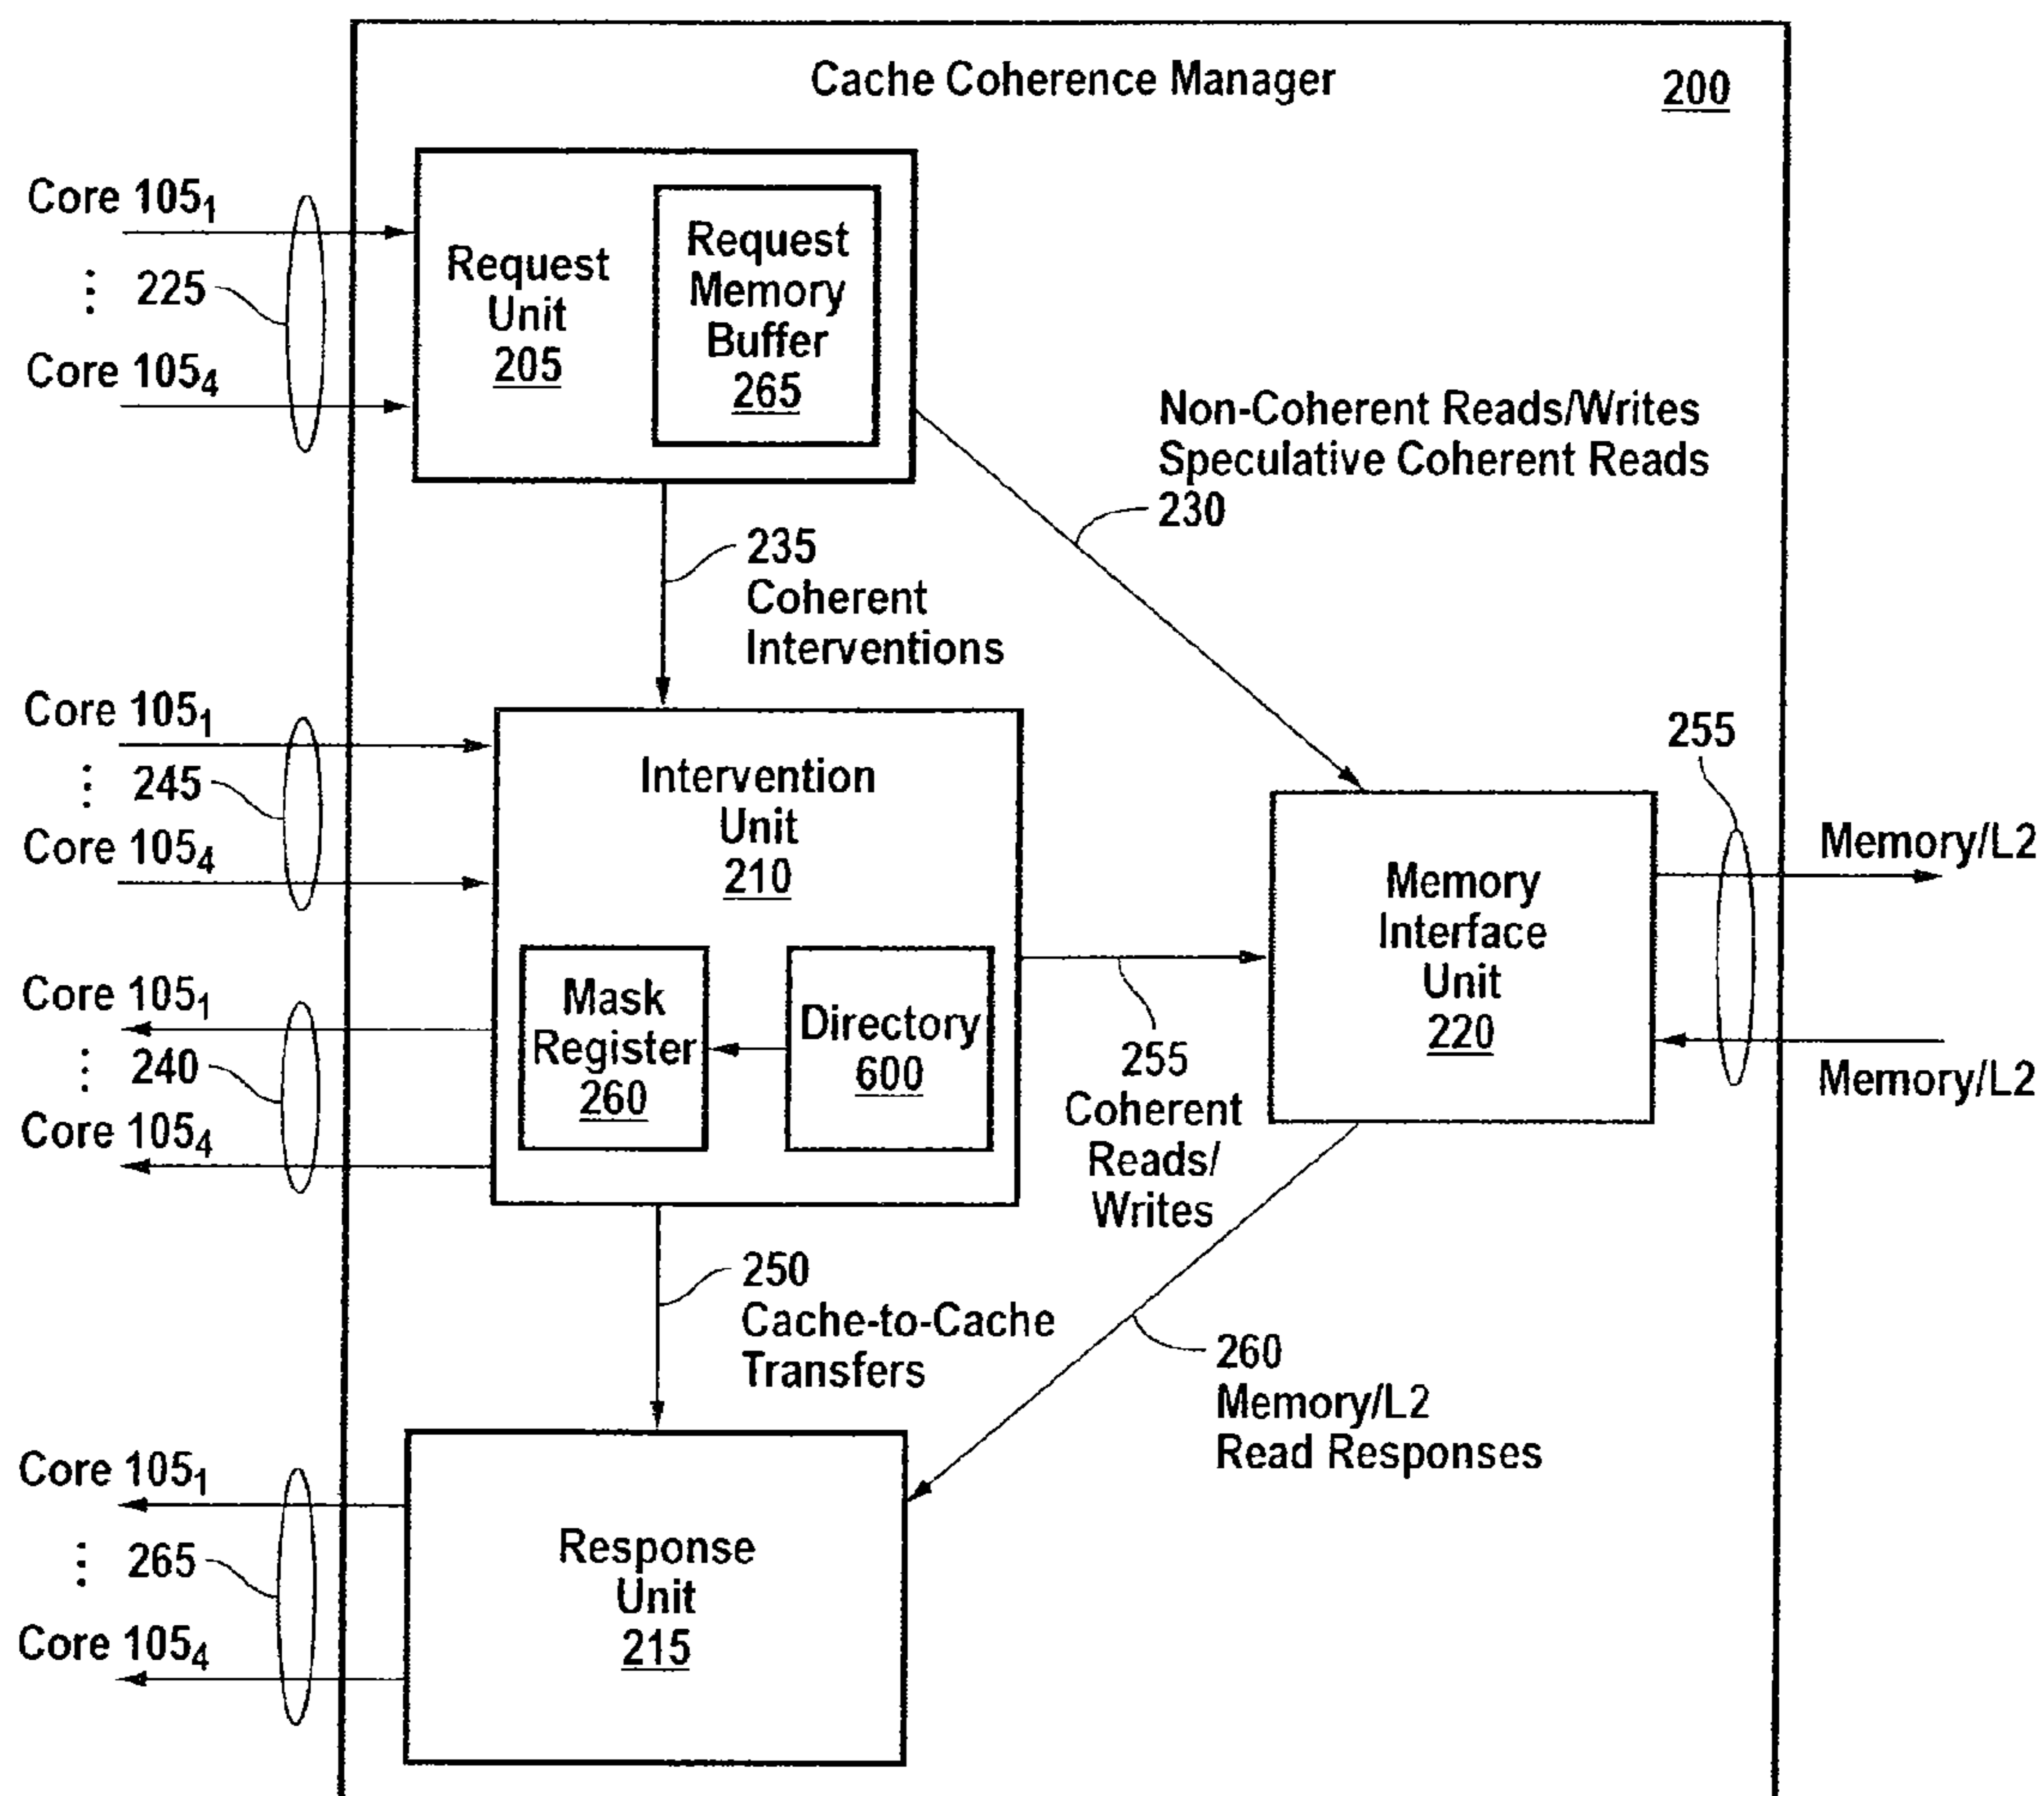 Cache Coherence Manager
200
Core 105₁
⋮ 225
Core 105₄
Request
Unit
205
Request
Memory
Buffer
265
Non-Coherent Reads/Writes
Speculative Coherent Reads
230
235
Coherent
Interventions
Core 105₁
⋮ 245
Core 105₄
Core 105₁
⋮ 240
Core 105₄
Intervention
Unit
210
Mask
Register
260
Directory
600
255
Coherent
Reads/
Writes
Memory
Interface
Unit
220
255
Memory/L2
Memory/L2
250
Cache-to-Cache
Transfers
260
Memory/L2
Read Responses
Core 105₁
⋮ 265
Core 105₄
Response
Unit
215